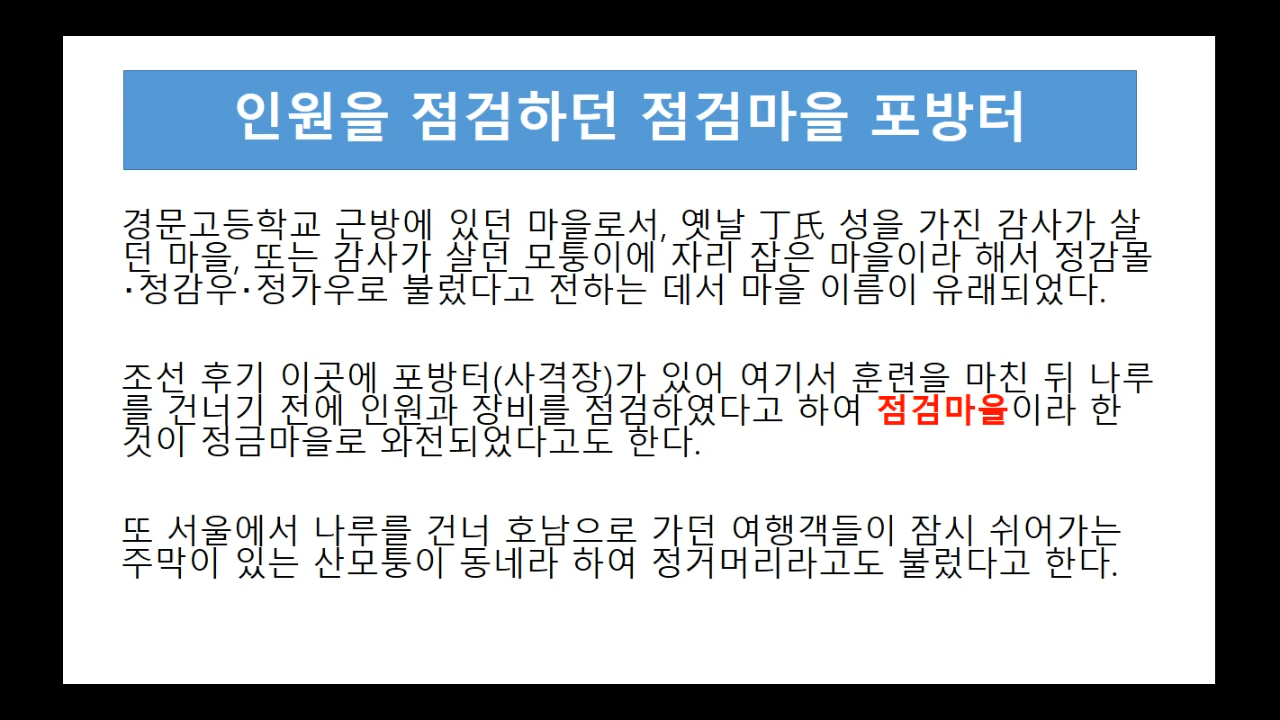 인원을 점검하던 점검마을 포방터
경문고등학교 근방에 있던 마을로서, 옛날 丁氏 성을 가진 감사가 살
던 마을, 또는 감사가 살던 모퉁이에 자리 잡은 마을이라 해서 정감몰
·정감우·정가우로 불렀다고 전하는 데서 마을 이름이 유래되었다.
조선 후기 이곳에 포방터(사격장)가 있어 여기서 훈련을 마친 뒤 나루
를 건너기 전에 인원과 장비를 점검하였다고 하여 점검마을이라 한
것이 정금마을로 와전되었다고도 한다.
또 서울에서 나루를 건너 호남으로 가던 여행객들이 잠시 쉬어가는
주막이 있는 산모퉁이 동네라 하여 정거머리라고도 불렀다고 한다.